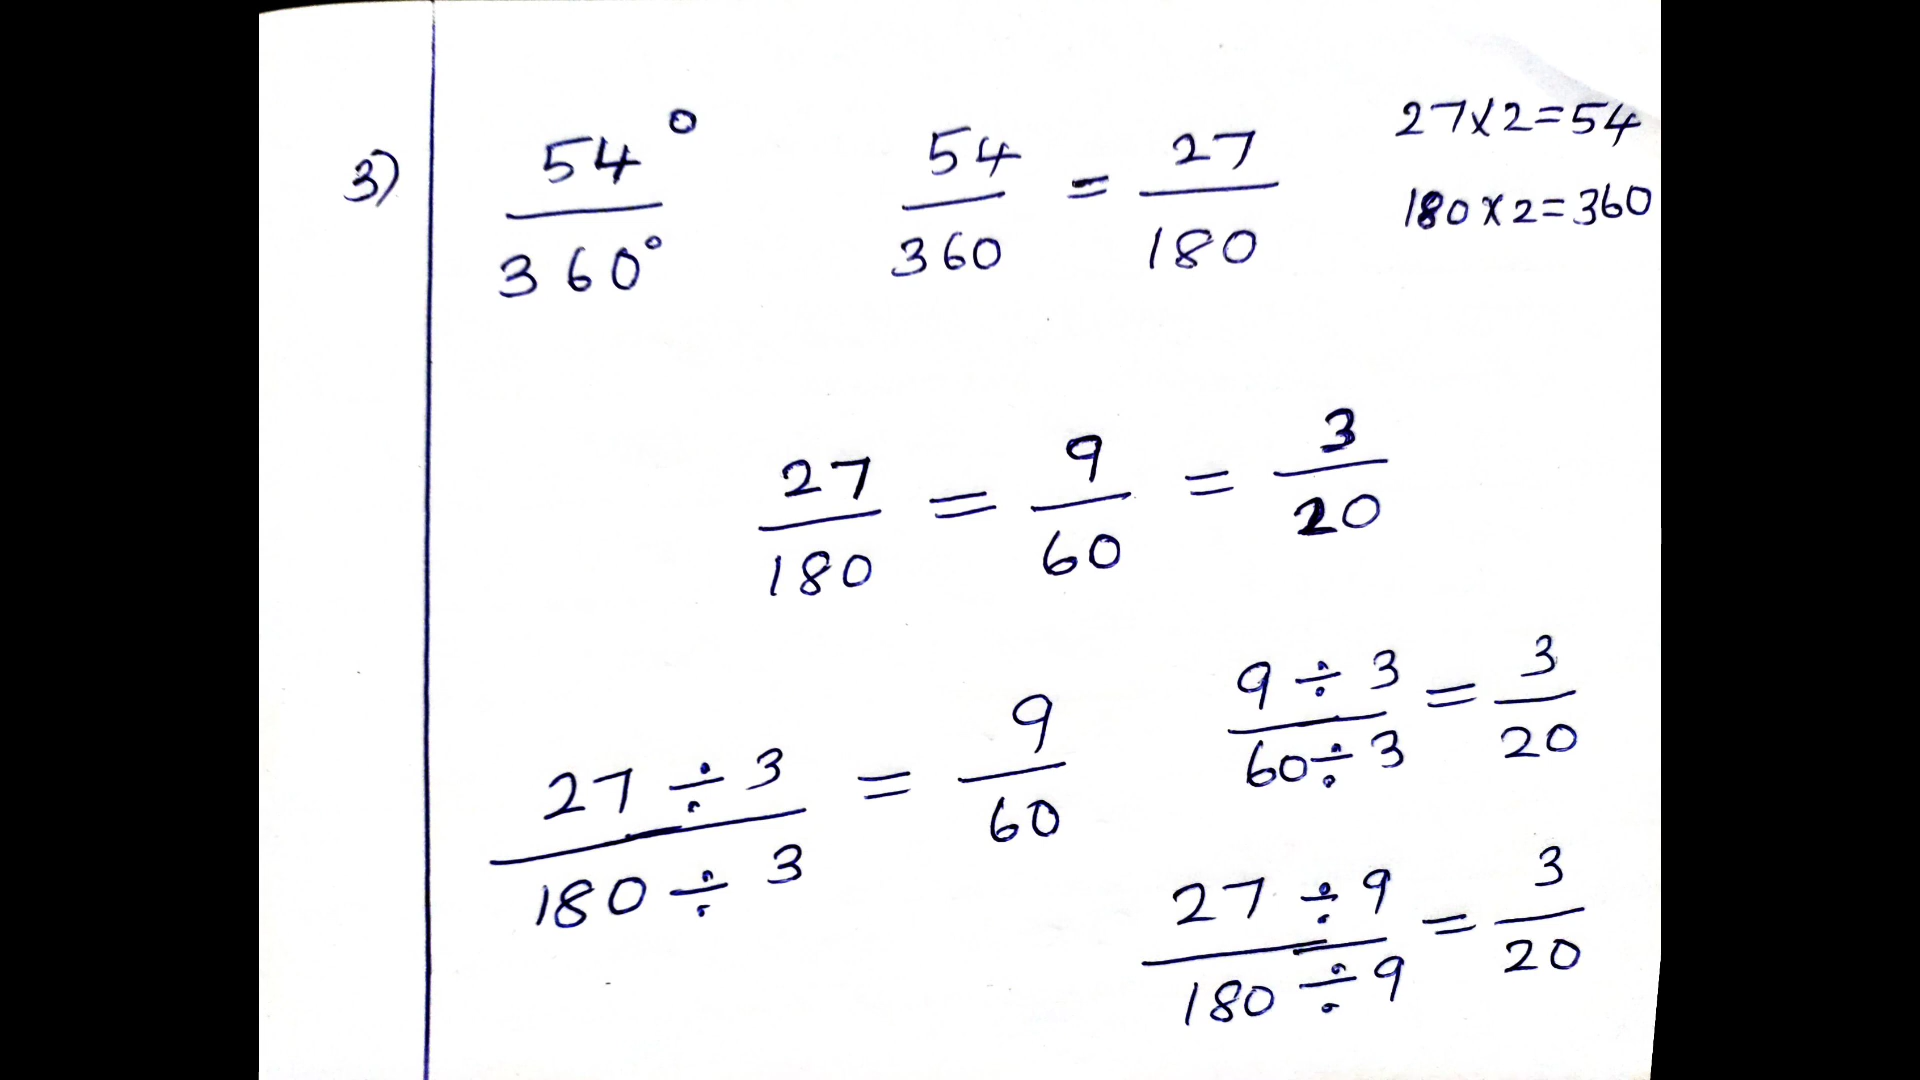 3) 54°/360° 54/360 = 27/180 27×2=54
180×2=360
27/180 = 9/60 = 3/20
9÷3/60÷3 = 3/20
27÷3/180÷3 = 9/60
27÷9/180÷9 = 3/20